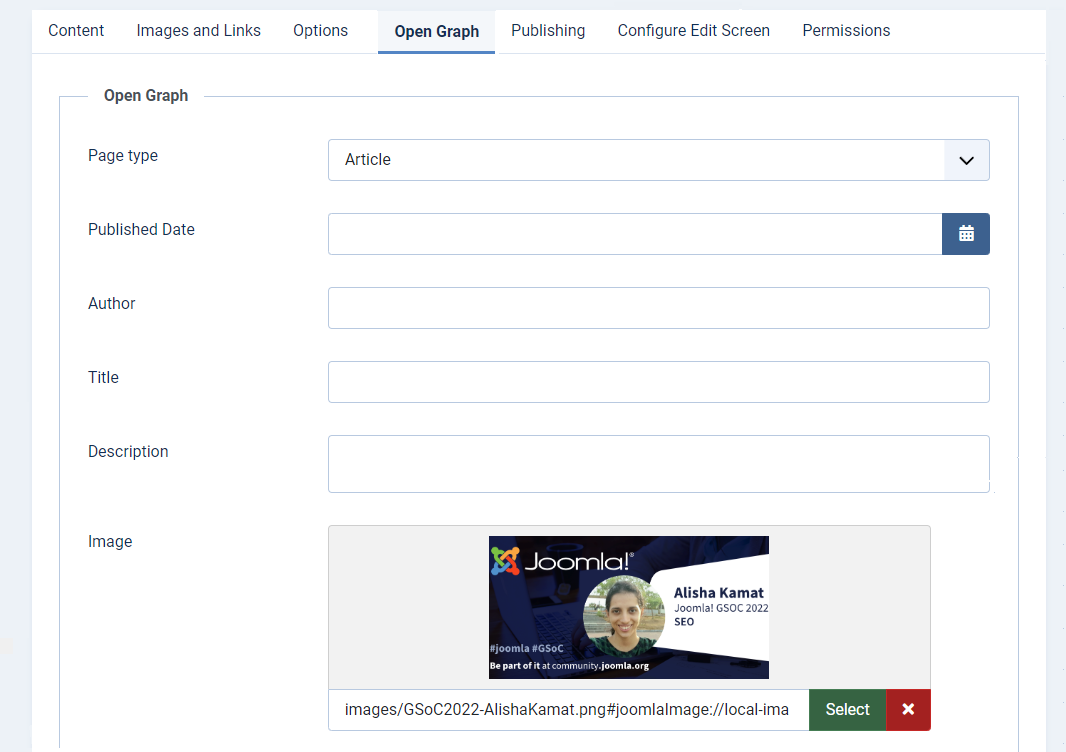 Content Images and Links Options Open Graph Publishing Configure Edit Screen Permissions
Open Graph
Page type
Article
Published Date
Author
Title
Description
Image
Joomla!®
Alisha Kamat
Joomla! GSOC 2022
SEO
#joomla #GSoC
Be part of it at community.joomla.org
images/GSoC2022-AlishaKamat.png#joomlaImage://local-ima
Select